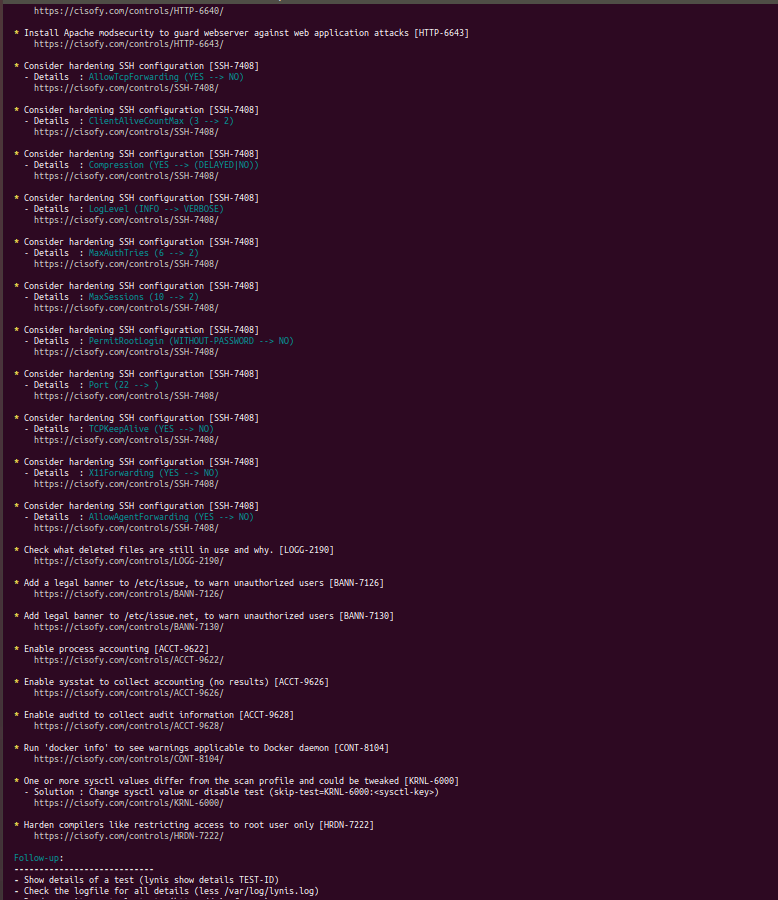 https://cisofy.com/controls/HTTP-6640/
* Install Apache modsecurity to guard webserver against web application attacks [HTTP-6643]
https://cisofy.com/controls/HTTP-6643/
* Consider hardening SSH configuration [SSH-7408]
- Details  : AllowTcpForwarding (YES --> NO)
https://cisofy.com/controls/SSH-7408/
* Consider hardening SSH configuration [SSH-7408]
- Details  : ClientAliveCountMax (3 --> 2)
https://cisofy.com/controls/SSH-7408/
* Consider hardening SSH configuration [SSH-7408]
- Details  : Compression (YES --> (DELAYED|NO))
https://cisofy.com/controls/SSH-7408/
* Consider hardening SSH configuration [SSH-7408]
- Details  : LogLevel (INFO --> VERBOSE)
https://cisofy.com/controls/SSH-7408/
* Consider hardening SSH configuration [SSH-7408]
- Details  : MaxAuthTries (6 --> 2)
https://cisofy.com/controls/SSH-7408/
* Consider hardening SSH configuration [SSH-7408]
- Details  : MaxSessions (10 --> 2)
https://cisofy.com/controls/SSH-7408/
* Consider hardening SSH configuration [SSH-7408]
- Details  : PermitRootLogin (WITHOUT-PASSWORD --> NO)
https://cisofy.com/controls/SSH-7408/
* Consider hardening SSH configuration [SSH-7408]
- Details  : Port (22 --> )
https://cisofy.com/controls/SSH-7408/
* Consider hardening SSH configuration [SSH-7408]
- Details  : TCPKeepAlive (YES --> NO)
https://cisofy.com/controls/SSH-7408/
* Consider hardening SSH configuration [SSH-7408]
- Details  : X11Forwarding (YES --> NO)
https://cisofy.com/controls/SSH-7408/
* Consider hardening SSH configuration [SSH-7408]
- Details  : AllowAgentForwarding (YES --> NO)
https://cisofy.com/controls/SSH-7408/
* Check what deleted files are still in use and why. [LOGG-2190]
https://cisofy.com/controls/LOGG-2190/
* Add a legal banner to /etc/issue, to warn unauthorized users [BANN-7126]
https://cisofy.com/controls/BANN-7126/
* Add legal banner to /etc/issue.net, to warn unauthorized users [BANN-7130]
https://cisofy.com/controls/BANN-7130/
* Enable process accounting [ACCT-9622]
https://cisofy.com/controls/ACCT-9622/
* Enable sysstat to collect accounting (no results) [ACCT-9626]
https://cisofy.com/controls/ACCT-9626/
* Enable auditd to collect audit information [ACCT-9628]
https://cisofy.com/controls/ACCT-9628/
* Run 'docker info' to see warnings applicable to Docker daemon [CONT-8104]
https://cisofy.com/controls/CONT-8104/
* One or more sysctl values differ from the scan profile and could be tweaked [KRNL-6000]
- Solution : Change sysctl value or disable test (skip-test=KRNL-6000:<sysctl-key>)
https://cisofy.com/controls/KRNL-6000/
* Harden compilers like restricting access to root user only [HRDN-7222]
https://cisofy.com/controls/HRDN-7222/
Follow-up:
----------------------------
- Show details of a test (lynis show details TEST-ID)
- Check the logfile for all details (less /var/log/lynis.log)